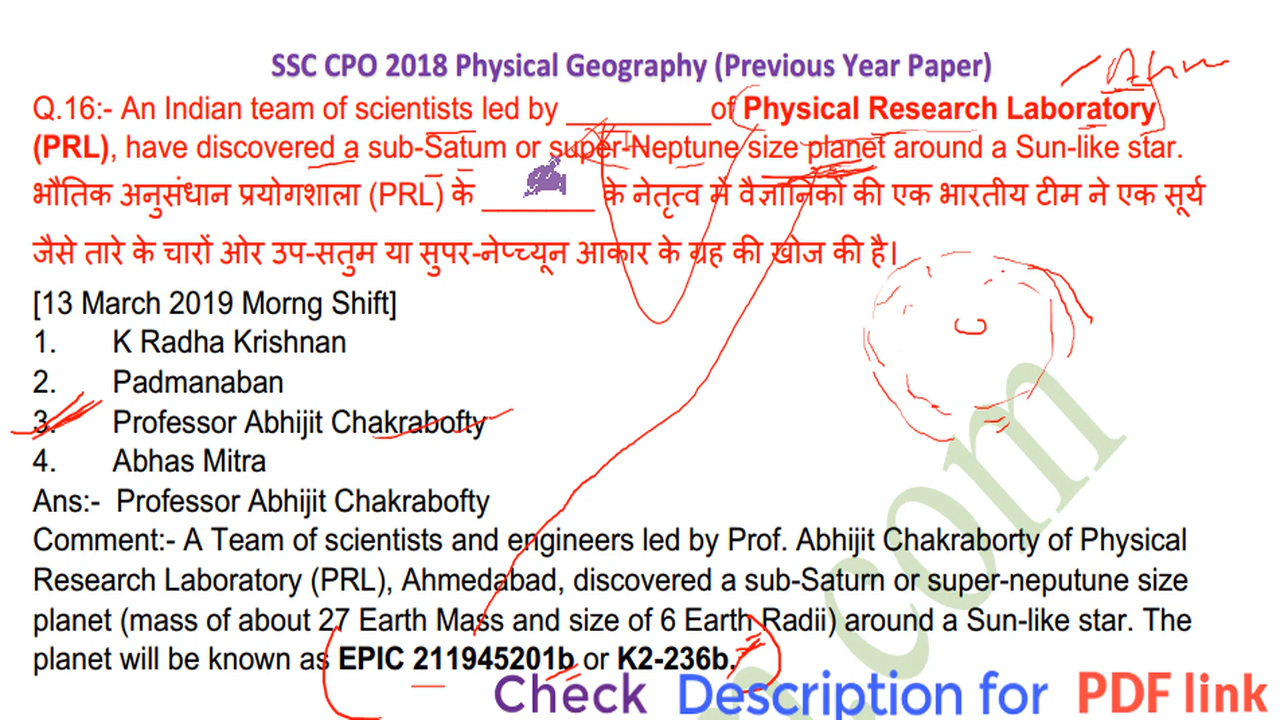 SSC CPO 2018 Physical Geography (Previous Year Paper)
Ahm
Q.16:- An Indian team of scientists led by __________of Physical Research Laboratory
(PRL), have discovered a sub-Saturn or super-Neptune size planet around a Sun-like star.
भौतिक अनुसंधान प्रयोगशाला (PRL) के ________ के नेतृत्व में वैज्ञानिकों की एक भारतीय टीम ने एक सूर्य
जैसे तारे के चारों ओर उप-सतुम या सुपर-नेप्च्यून आकार के ग्रह की खोज की है।
[13 March 2019 Morng Shift]
1. K Radha Krishnan
2. Padmanaban
3. Professor Abhijit Chakrabofty
4. Abhas Mitra
Ans:- Professor Abhijit Chakrabofty
Comment:- A Team of scientists and engineers led by Prof. Abhijit Chakraborty of Physical
Research Laboratory (PRL), Ahmedabad, discovered a sub-Saturn or super-neputune size
planet (mass of about 27 Earth Mass and size of 6 Earth Radii) around a Sun-like star. The
planet will be known as EPIC 211945201b or K2-236b.
Check Description for PDF link